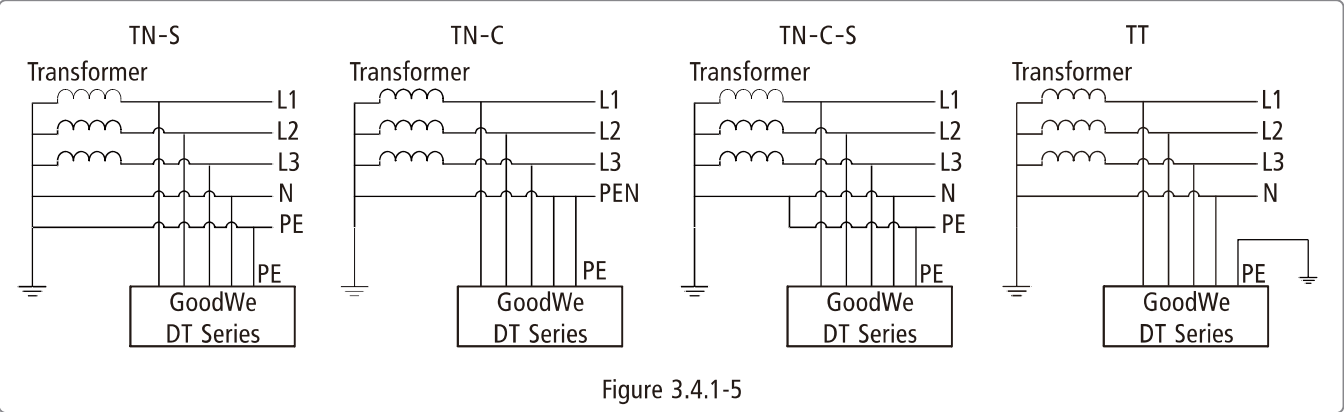 TN-S
Transformer
L1
L2
L3
N
PE
PE
GoodWe
DT Series
TN-C
Transformer
L1
L2
L3
PEN
PE
GoodWe
DT Series
TN-C-S
Transformer
L1
L2
L3
N
PE
PE
GoodWe
DT Series
TT
Transformer
L1
L2
L3
N
PE
GoodWe
DT Series
Figure 3.4.1-5